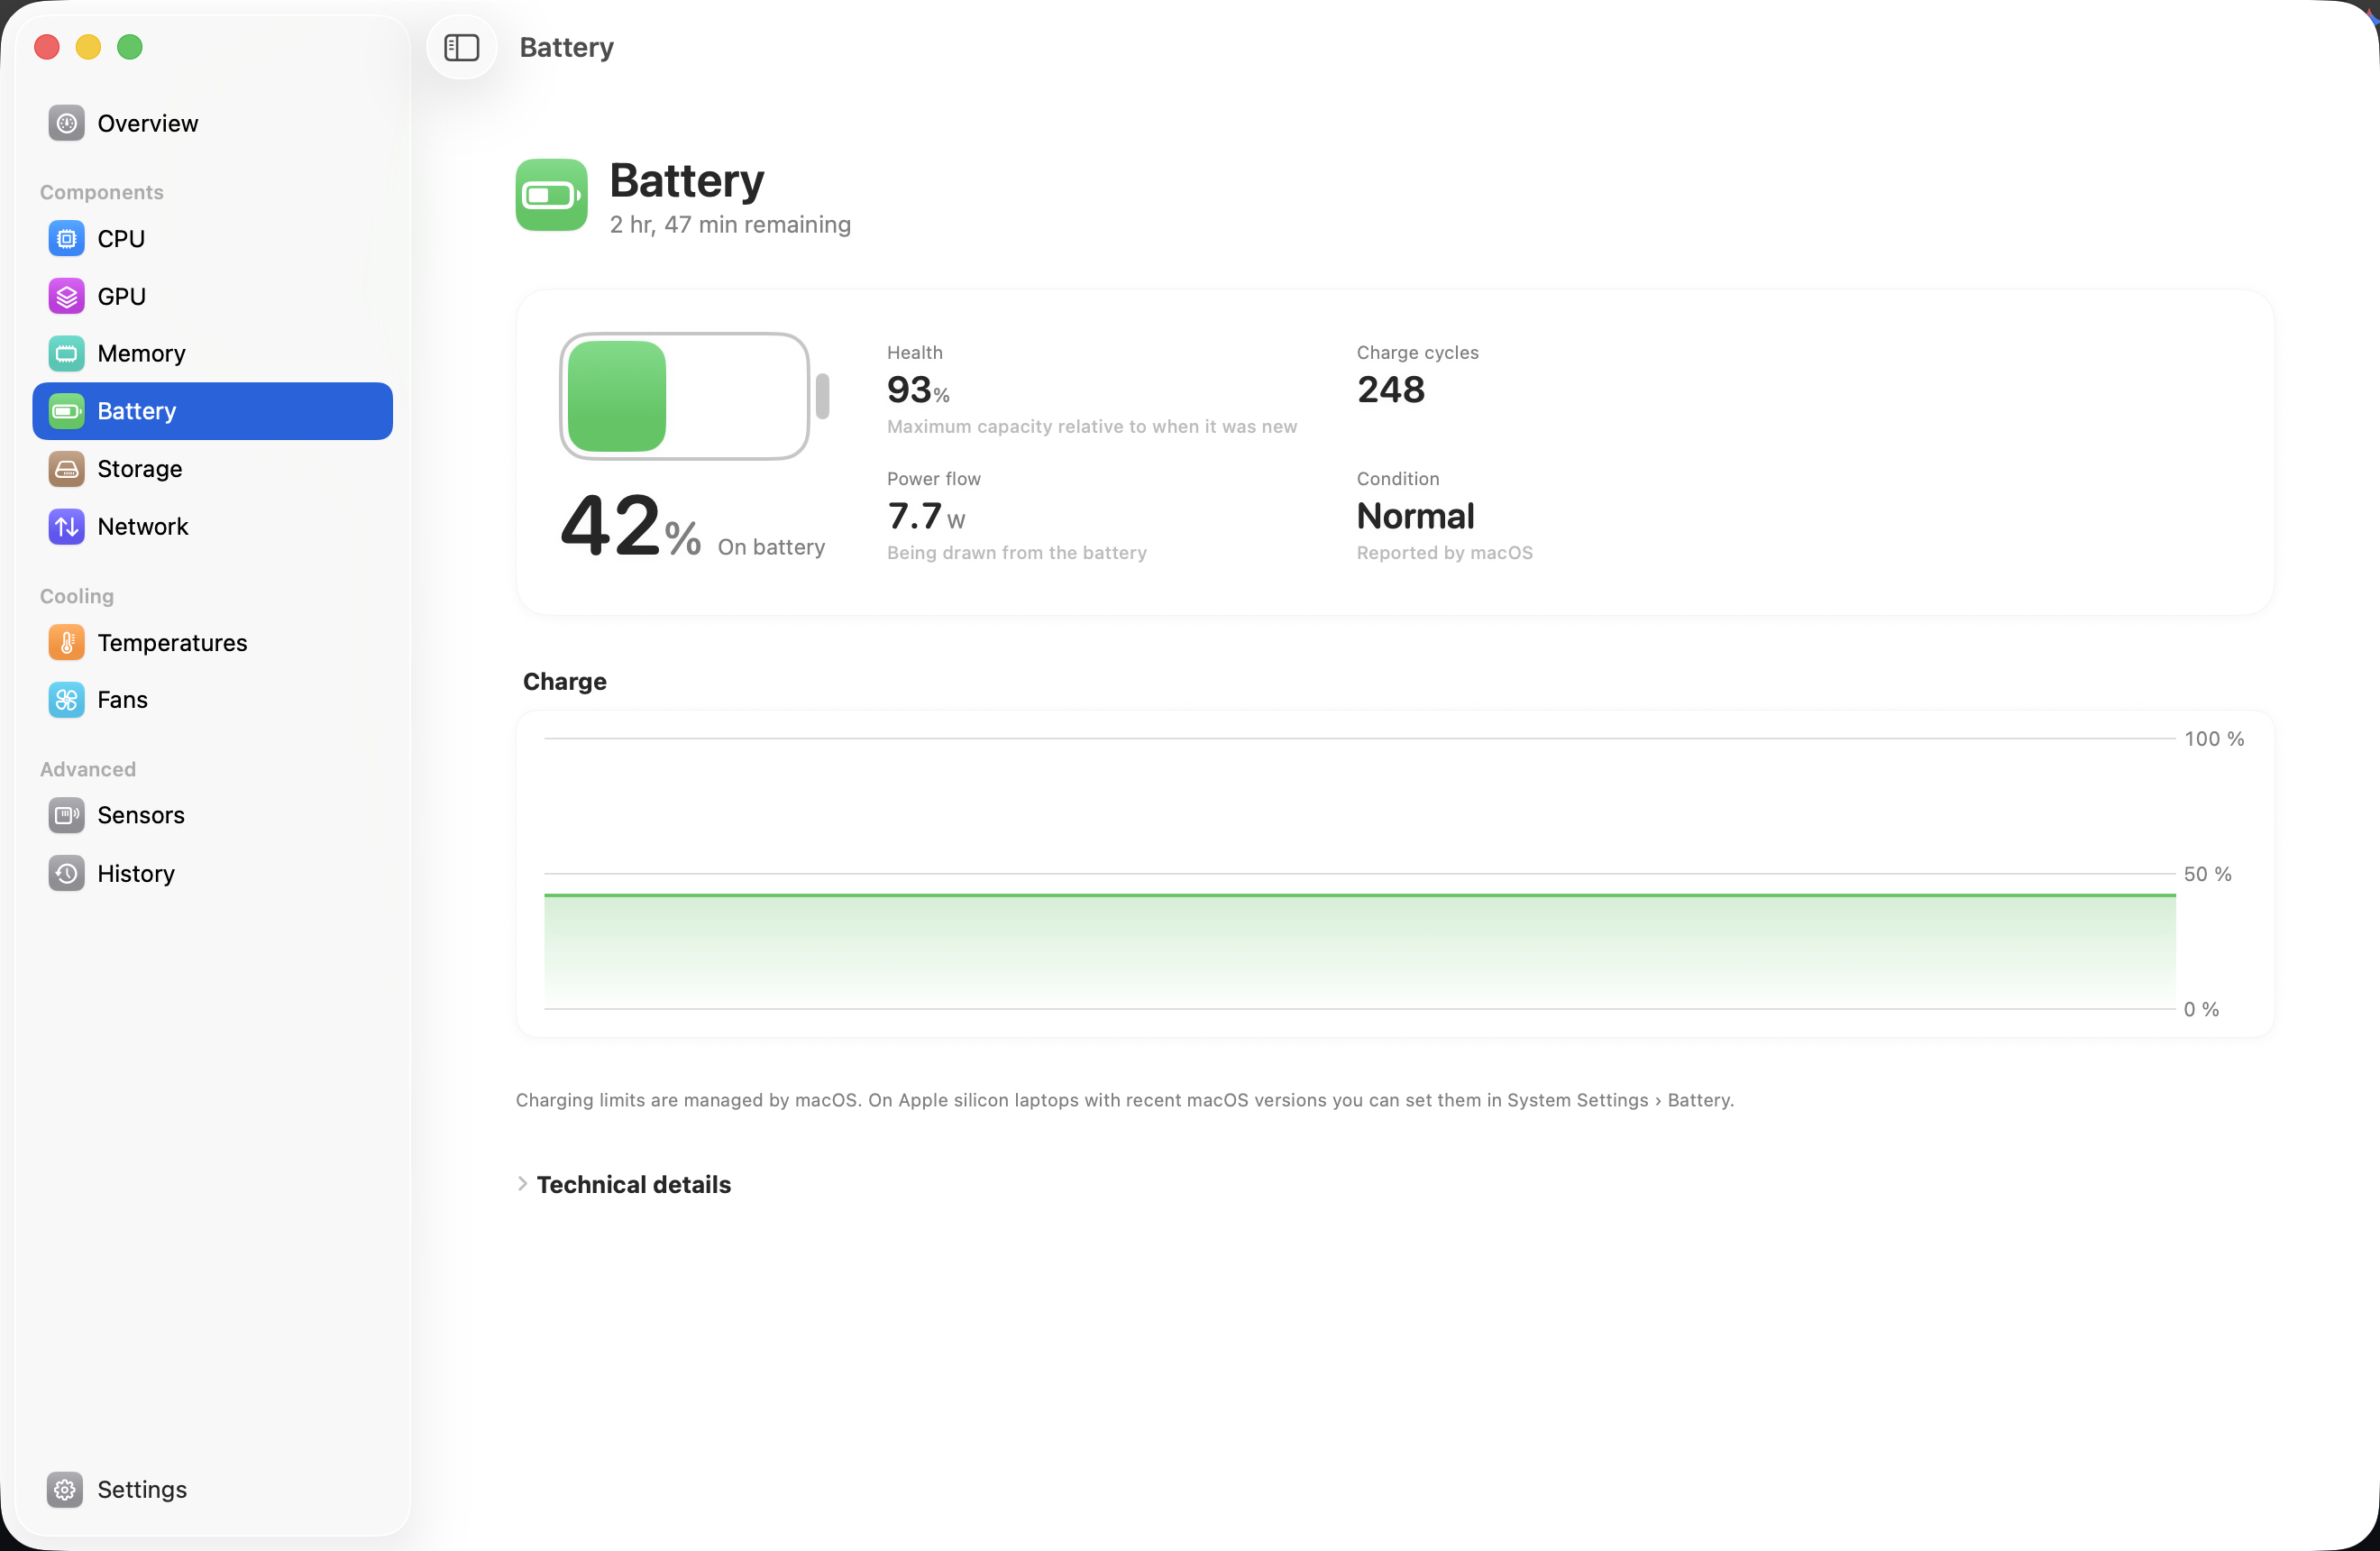 Battery
Overview
Components
CPU
GPU
Memory
Battery
Storage
Network
Cooling
Temperatures
Fans
Advanced
Sensors
History
Settings
Battery
2 hr, 47 min remaining
42% On battery
Health
93%
Maximum capacity relative to when it was new
Charge cycles
248
Power flow
7.7 W
Being drawn from the battery
Condition
Normal
Reported by macOS
Charge
100 %
50 %
0 %
Charging limits are managed by macOS. On Apple silicon laptops with recent macOS versions you can set them in System Settings › Battery.
Technical details